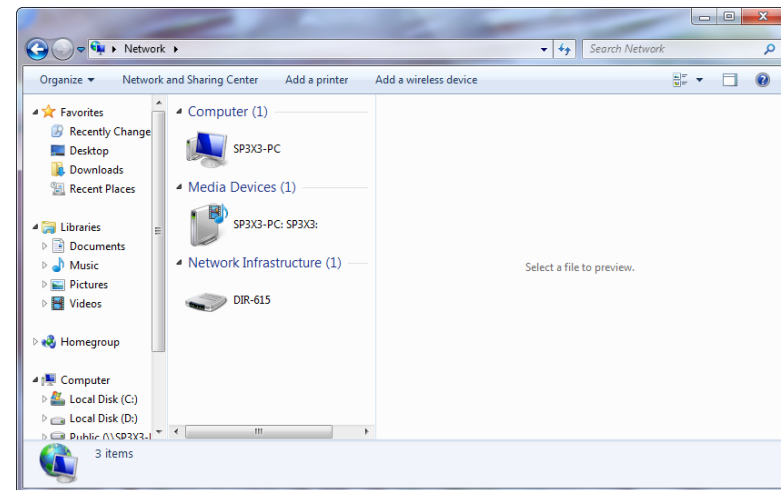 Network
Search Network
Organize
Network and Sharing Center
Add a printer
Add a wireless device
Favorites
Recently Change
Desktop
Downloads
Recent Places
Libraries
Documents
Music
Pictures
Videos
Homegroup
Computer
Local Disk (C:)
Local Disk (D:)
Public (\\SP3X3-
Computer (1)
SP3X3-PC
Media Devices (1)
SP3X3-PC: SP3X3:
Network Infrastructure (1)
DIR-615
Select a file to preview.
3 items